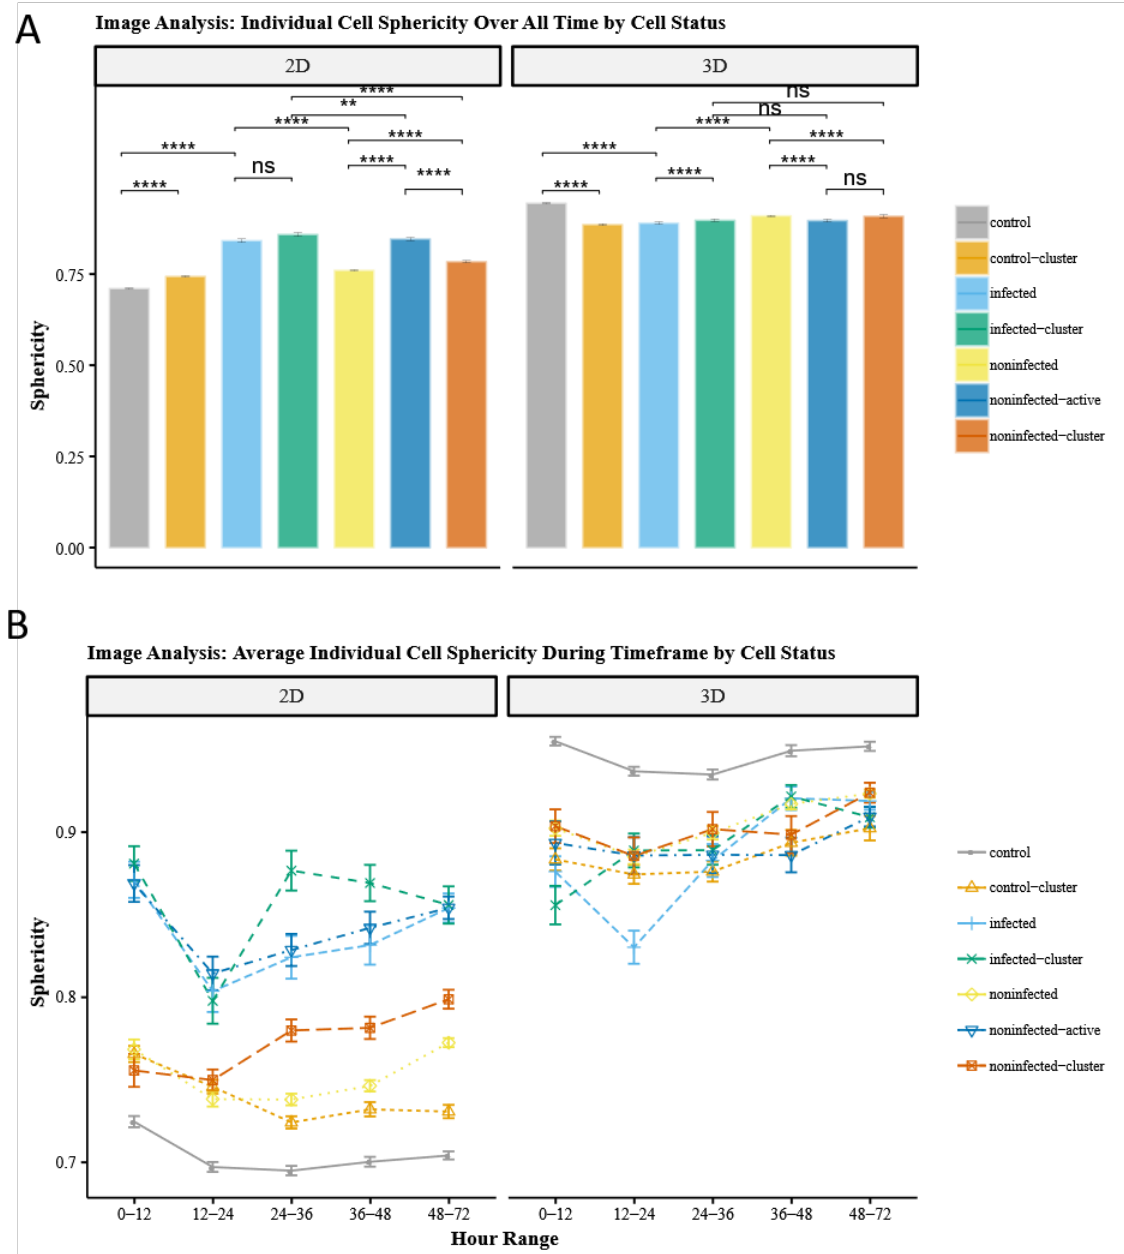 A
Image Analysis: Individual Cell Sphericity Over All Time by Cell Status
2D
3D
****
**
****
****
****
ns
****
****
****
ns
ns
****
****
****
****
****
ns
****
Sphericity
0.75
0.50
0.25
0.00
control
control−cluster
infected
infected−cluster
noninfected
noninfected−active
noninfected−cluster
B
Image Analysis: Average Individual Cell Sphericity During Timeframe by Cell Status
2D
3D
Sphericity
0.9
0.8
0.7
control
control−cluster
infected
infected−cluster
noninfected
noninfected−active
noninfected−cluster
0−12 12−24 24−36 36−48 48−72
0−12 12−24 24−36 36−48 48−72
Hour Range